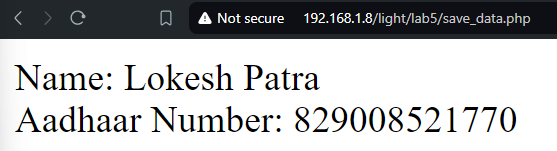 Not secure 192.168.1.8/light/lab5/save_data.php
Name: Lokesh Patra
Aadhaar Number: 829008521770